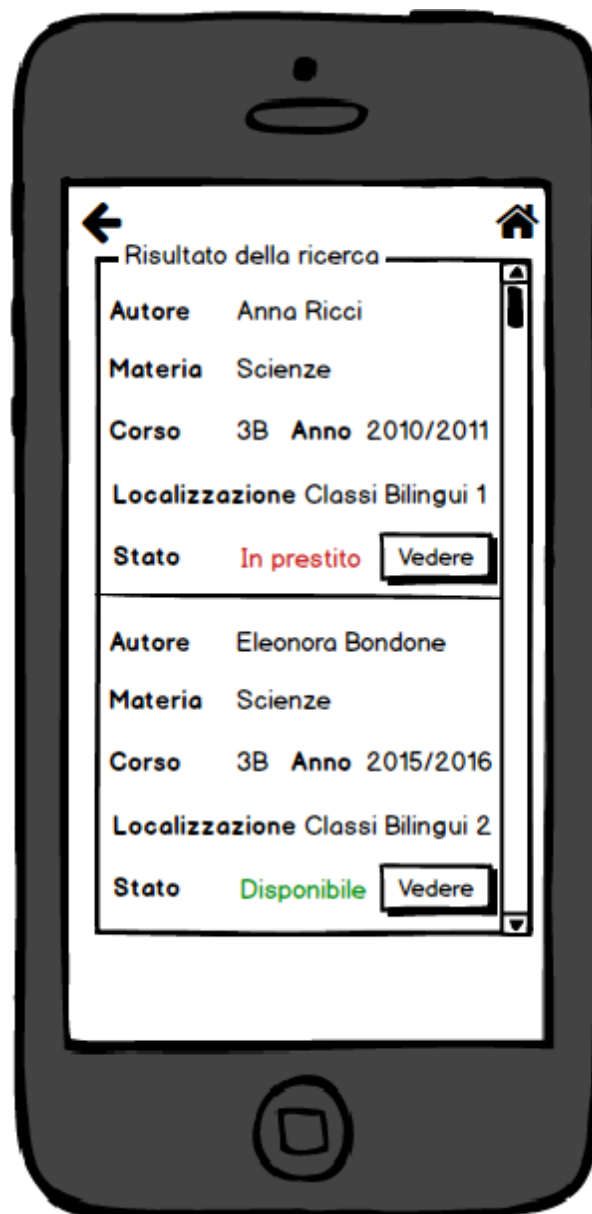 Risultato della ricerca
Autore Anna Ricci
Materia Scienze
Corso 3B Anno 2010/2011
Localizzazione Classi Bilingui 1
Stato In prestito Vedere
Autore Eleonora Bondone
Materia Scienze
Corso 3B Anno 2015/2016
Localizzazione Classi Bilingui 2
Stato Disponibile Vedere